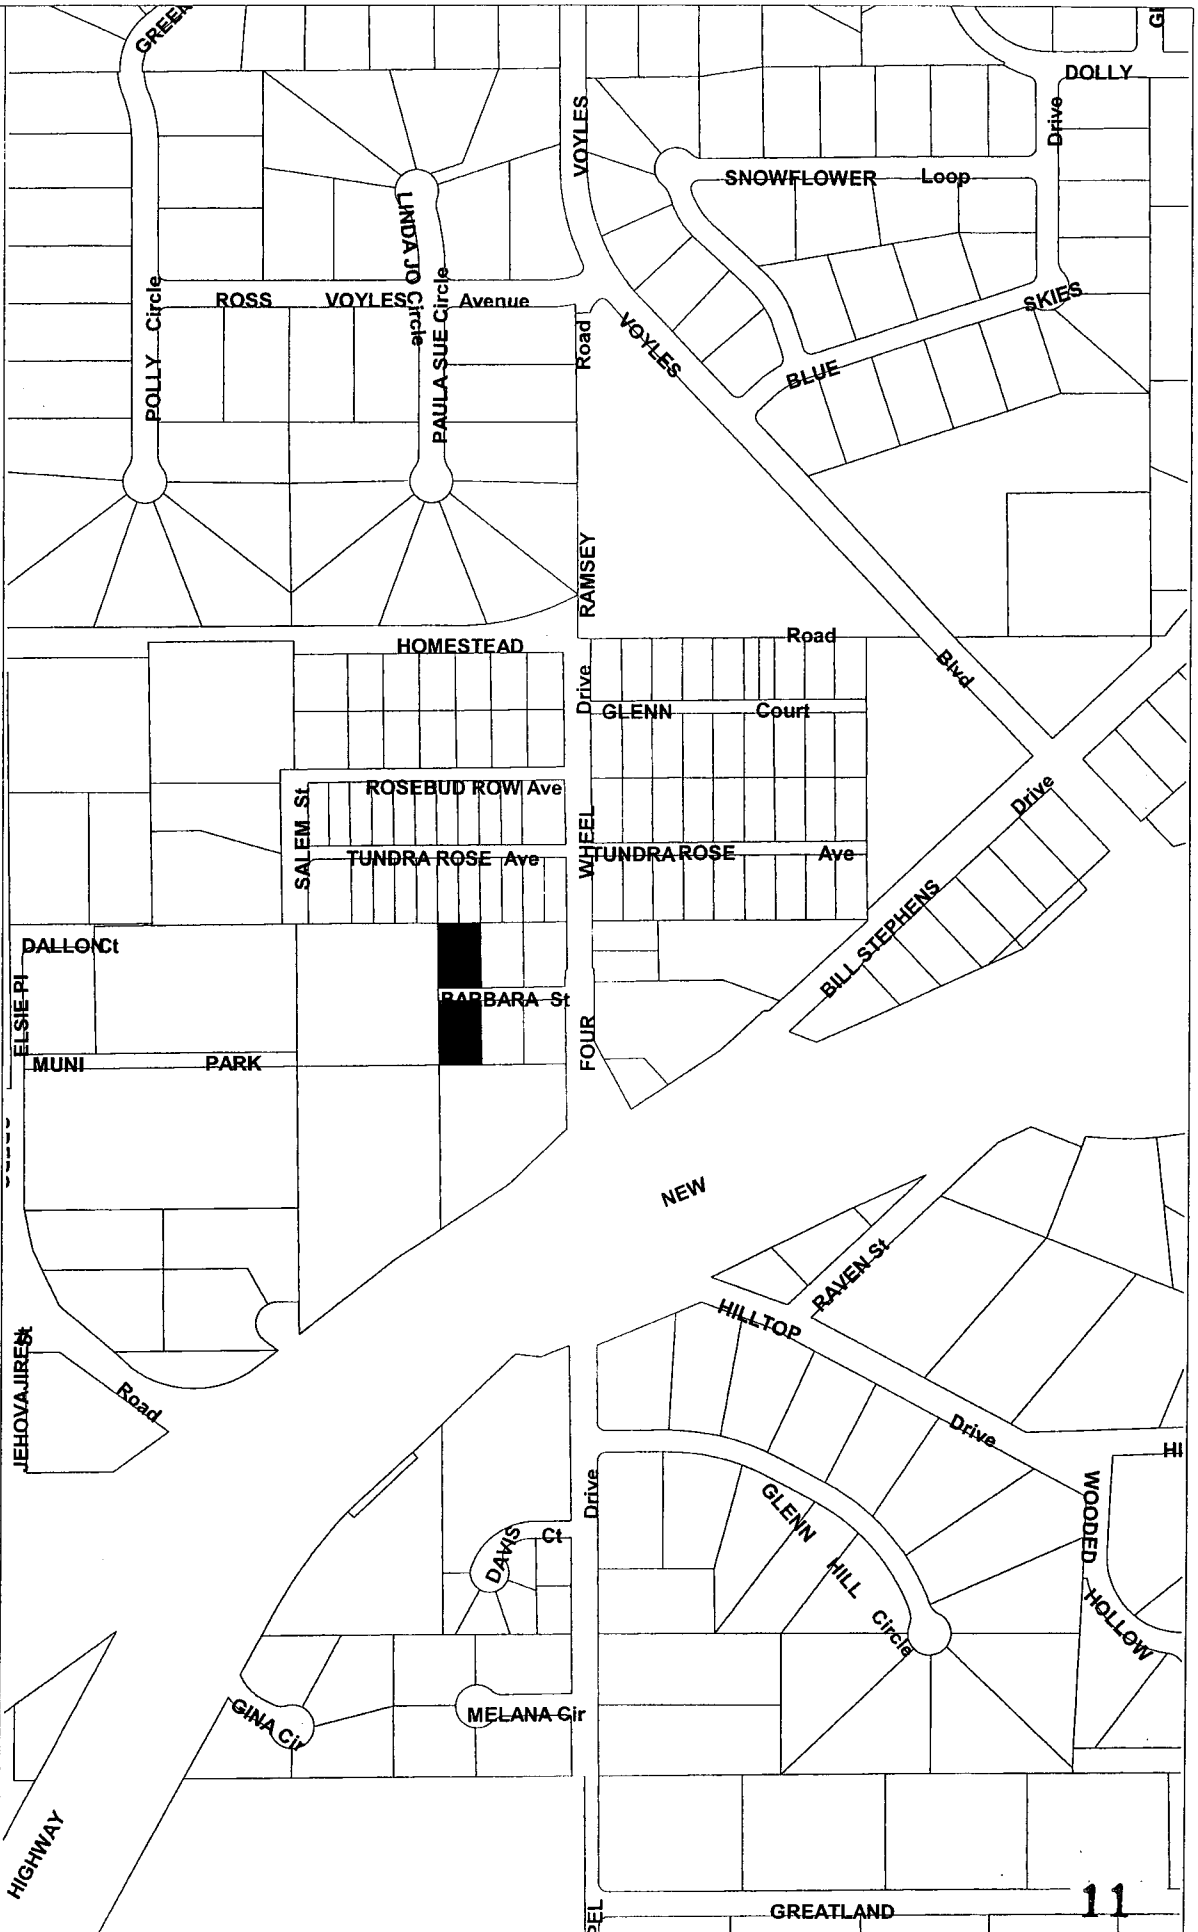 GREEN
DOLLY
Drive
VOYLES
SNOWFLOWER Loop
LINDA JO Circle
ROSS VOYLES Avenue
POLLY Circle
PAULA SUE Circle
Road
VOYLES
BLUE SKIES
RAMSEY
HOMESTEAD Road
Blvd
Drive
GLENN Court
ROSEBUD ROW Ave
SALEM St
WHEEL
TUNDRA ROSE Ave
TUNDRA ROSE Ave
BILL STEPHENS Drive
DALLON Ct
ELSIE Pl
BARBARA St
FOUR
MUNI PARK
NEW
RAVEN St
HILLTOP Drive
JEHOVAJIREH St
Road
HI
WOODED HOLLOW
Drive
GLENN HILL Circle
DAVIS Ct
GINA Cir
MELANA Cir
HIGHWAY
GREATLAND
11